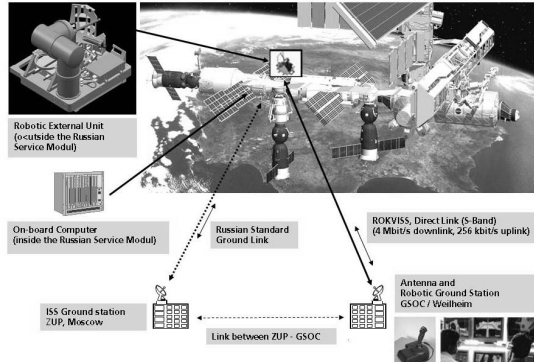 Robotic External Unit
(o<outside the Russian
Service Modul)
On-board Computer
(inside the Russian Service Modul)
Russian Standard
Ground Link
ROKVISS, Direct Link (S-Band)
(4 Mbit/s downlink, 256 kbit/s uplink)
ISS Ground station
ZUP, Moscow
Link between ZUP - GSOC
Antenna and
Robotic Ground Station
GSOC / Weilheim